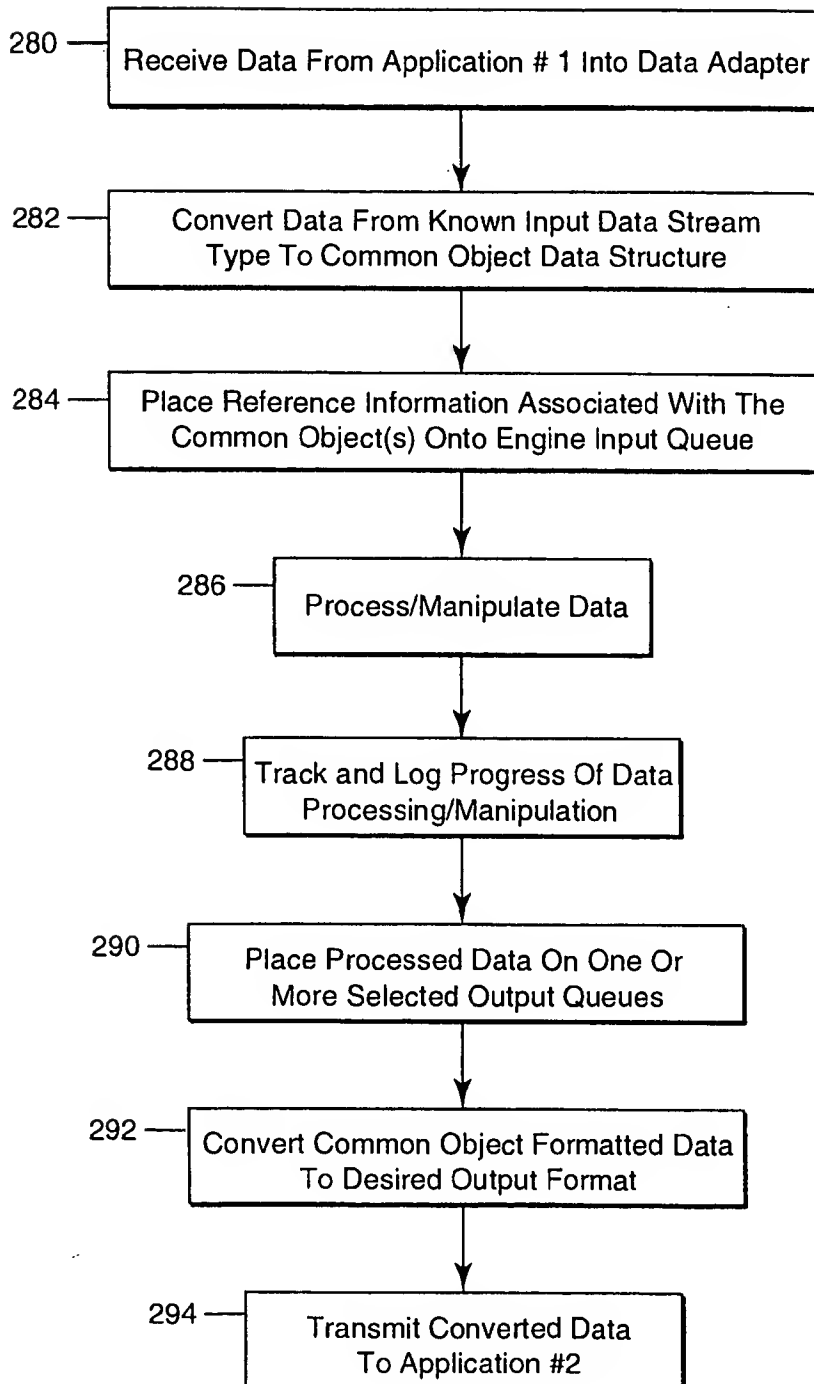 280
Receive Data From Application # 1 Into Data Adapter
282
Convert Data From Known Input Data Stream
Type To Common Object Data Structure
284
Place Reference Information Associated With The
Common Object(s) Onto Engine Input Queue
286
Process/Manipulate Data
288
Track and Log Progress Of Data
Processing/Manipulation
290
Place Processed Data On One Or
More Selected Output Queues
292
Convert Common Object Formatted Data
To Desired Output Format
294
Transmit Converted Data
To Application #2